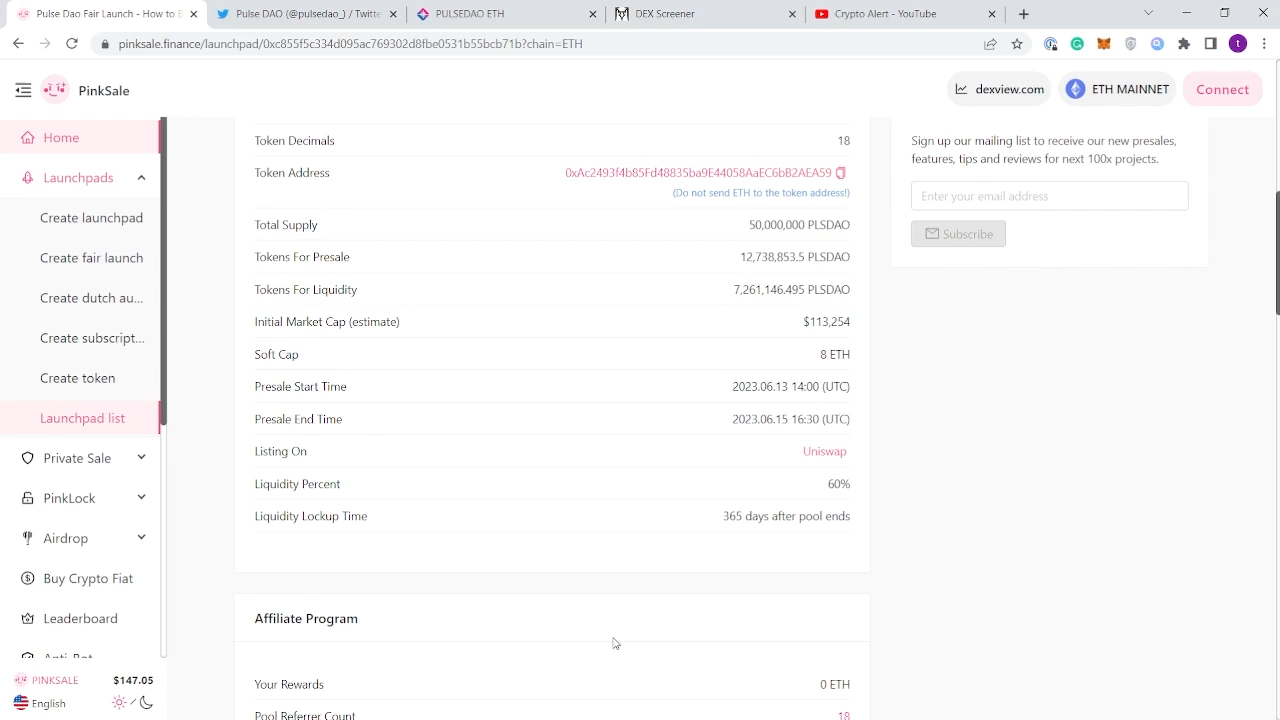 Pulse DAO Fair Launch - How to B
Pulse DAO (@pulsedao_) / Twitte
PULSEDAO ETH
DEX Screener
Crypto Alert - YouTube
pinksale.finance/launchpad/0xc855f5c334d095ac769302d8fbe0531b55bcb71b?chain=ETH
PinkSale
dexview.com
ETH MAINNET
Connect
Home
Launchpads
Create launchpad
Create fair launch
Create dutch au...
Create subscript...
Create token
Launchpad list
Private Sale
PinkLock
Airdrop
Buy Crypto Fiat
Leaderboard
Anti-Bot
PINKSALE $147.05
English
Token Decimals 18
Token Address 0xAc2493f4b85Fd48835ba9E44058AaEC6bB2AEA59
(Do not send ETH to the token address!)
Total Supply 50,000,000 PLSDAO
Tokens For Presale 12,738,853.5 PLSDAO
Tokens For Liquidity 7,261,146.495 PLSDAO
Initial Market Cap (estimate) $113,254
Soft Cap 8 ETH
Presale Start Time 2023.06.13 14:00 (UTC)
Presale End Time 2023.06.15 16:30 (UTC)
Listing On Uniswap
Liquidity Percent 60%
Liquidity Lockup Time 365 days after pool ends
Affiliate Program
Your Rewards 0 ETH
Pool Referrer Count 18
Sign up our mailing list to receive our new presales,
features, tips and reviews for next 100x projects.
Enter your email address
Subscribe